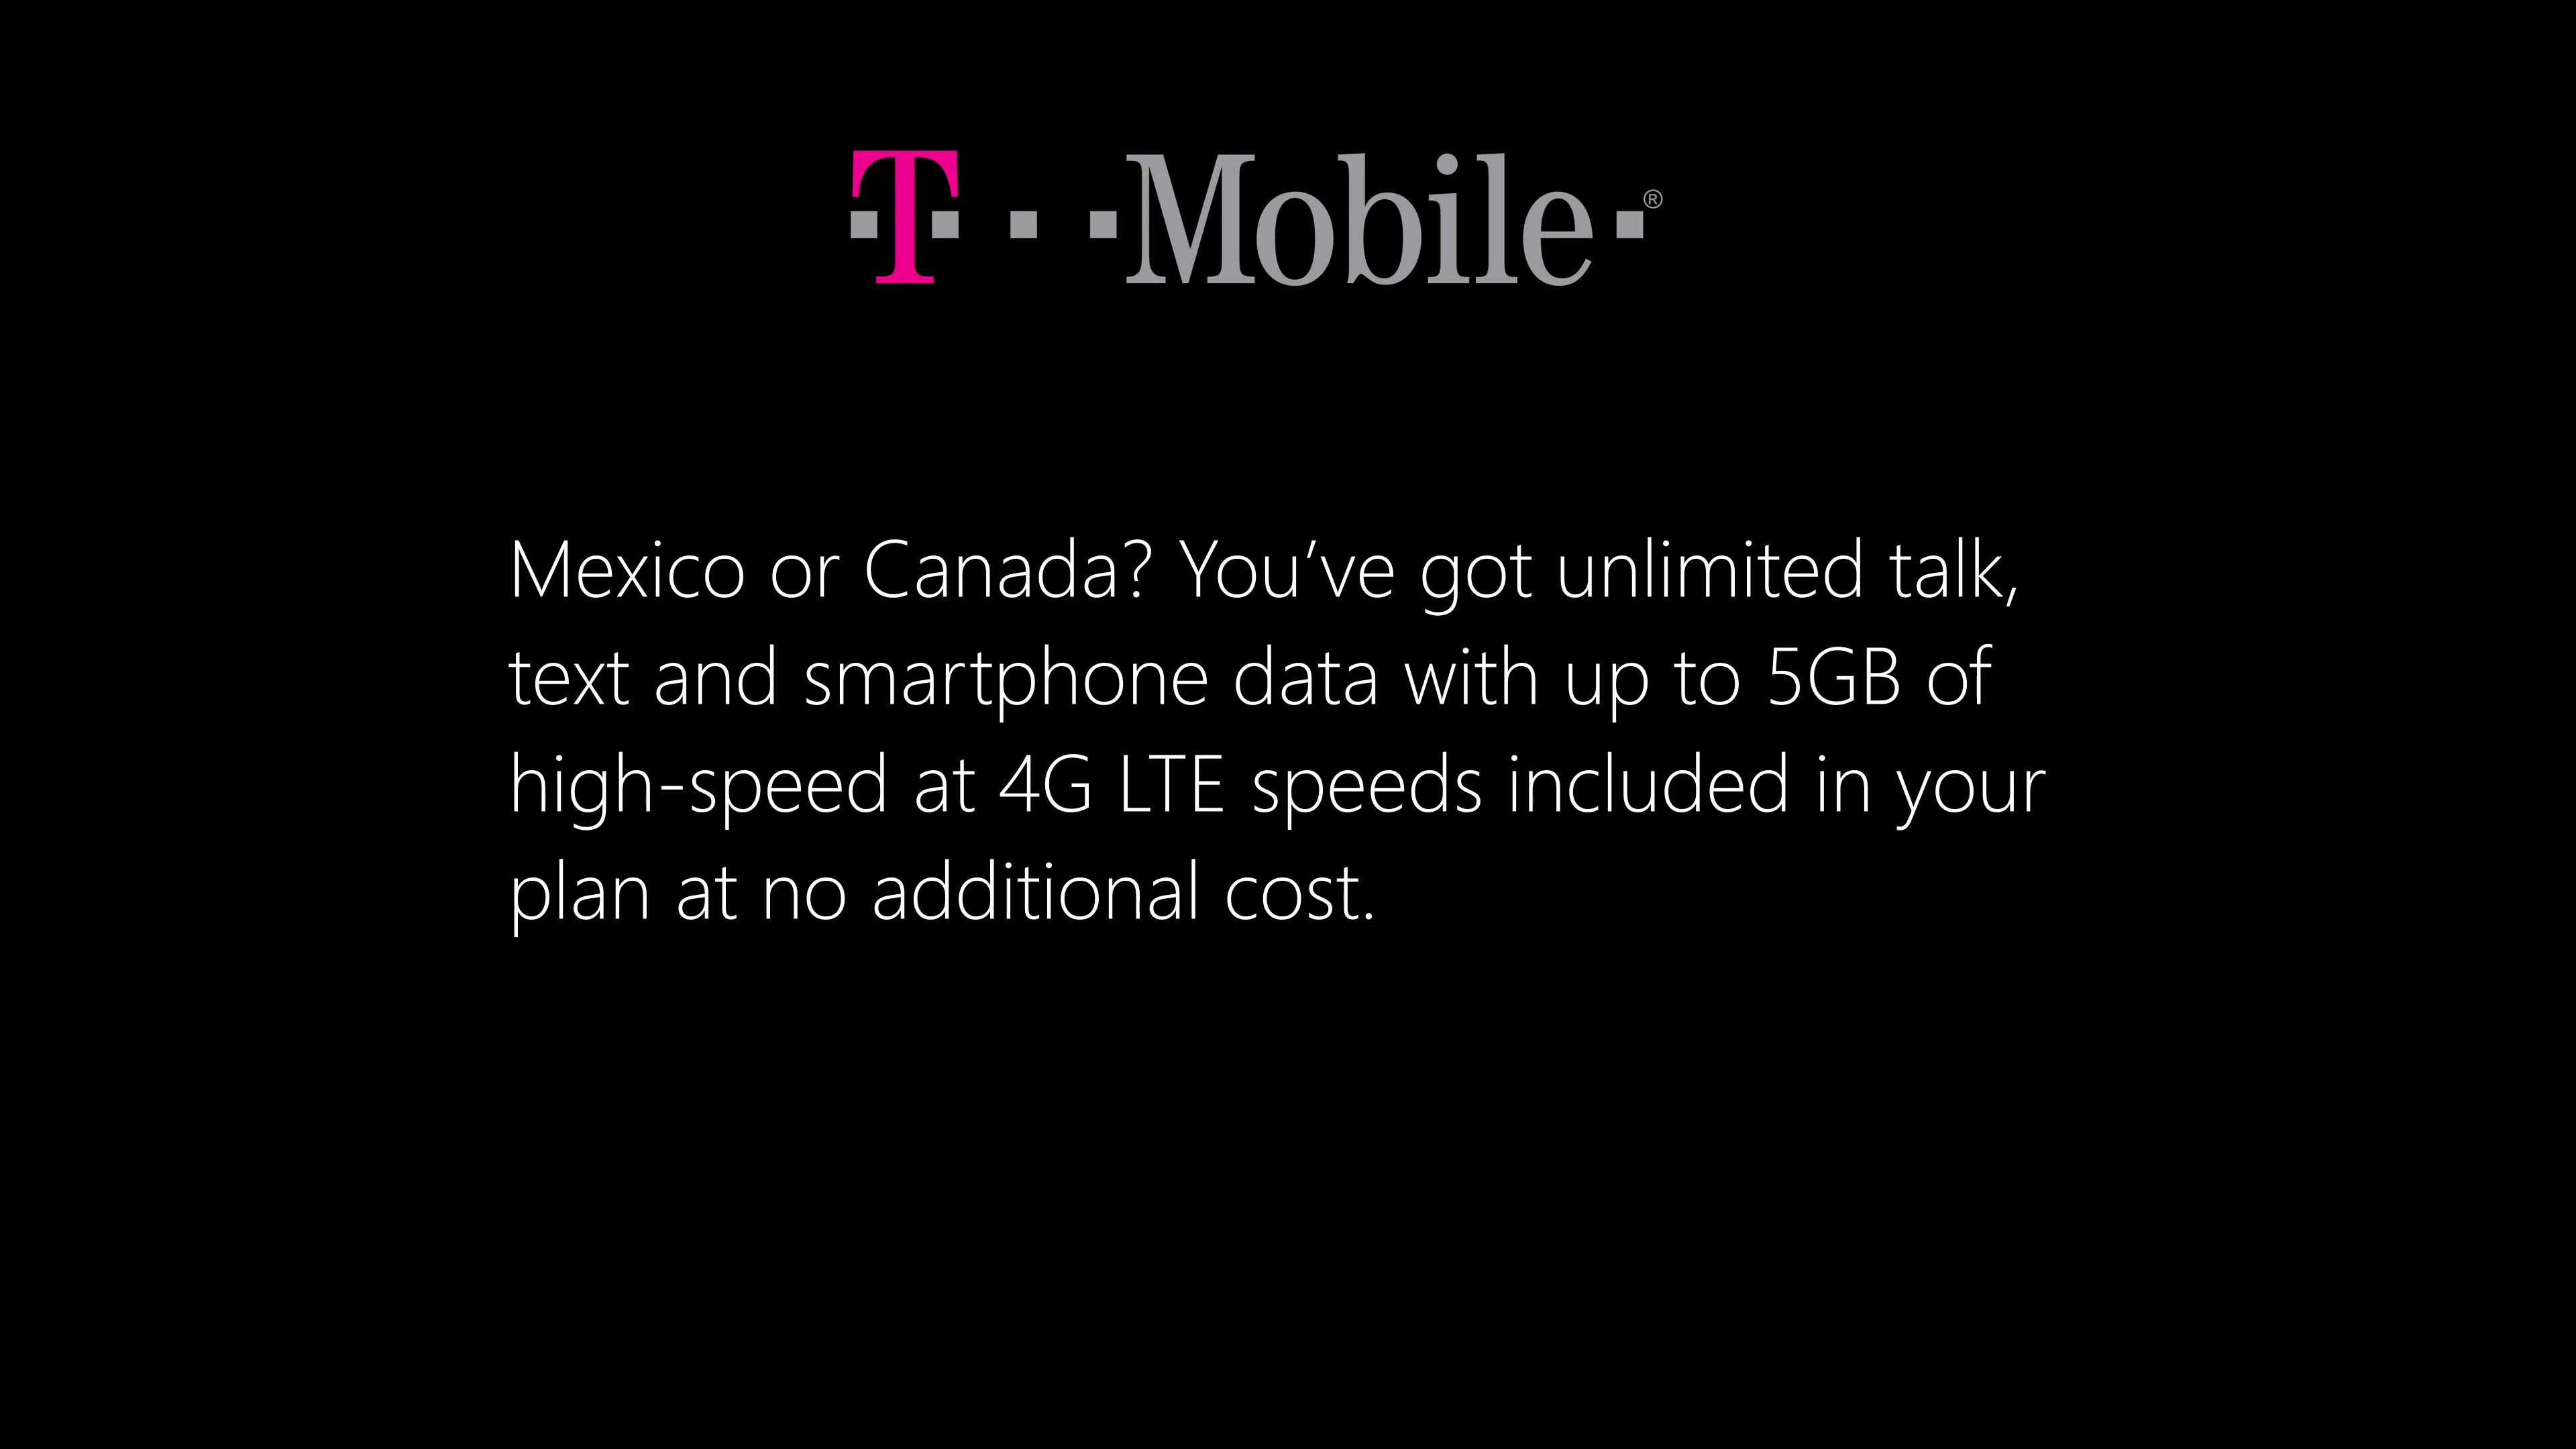 T··Mobile·®
Mexico or Canada? You’ve got unlimited talk,
text and smartphone data with up to 5GB of
high-speed at 4G LTE speeds included in your
plan at no additional cost.